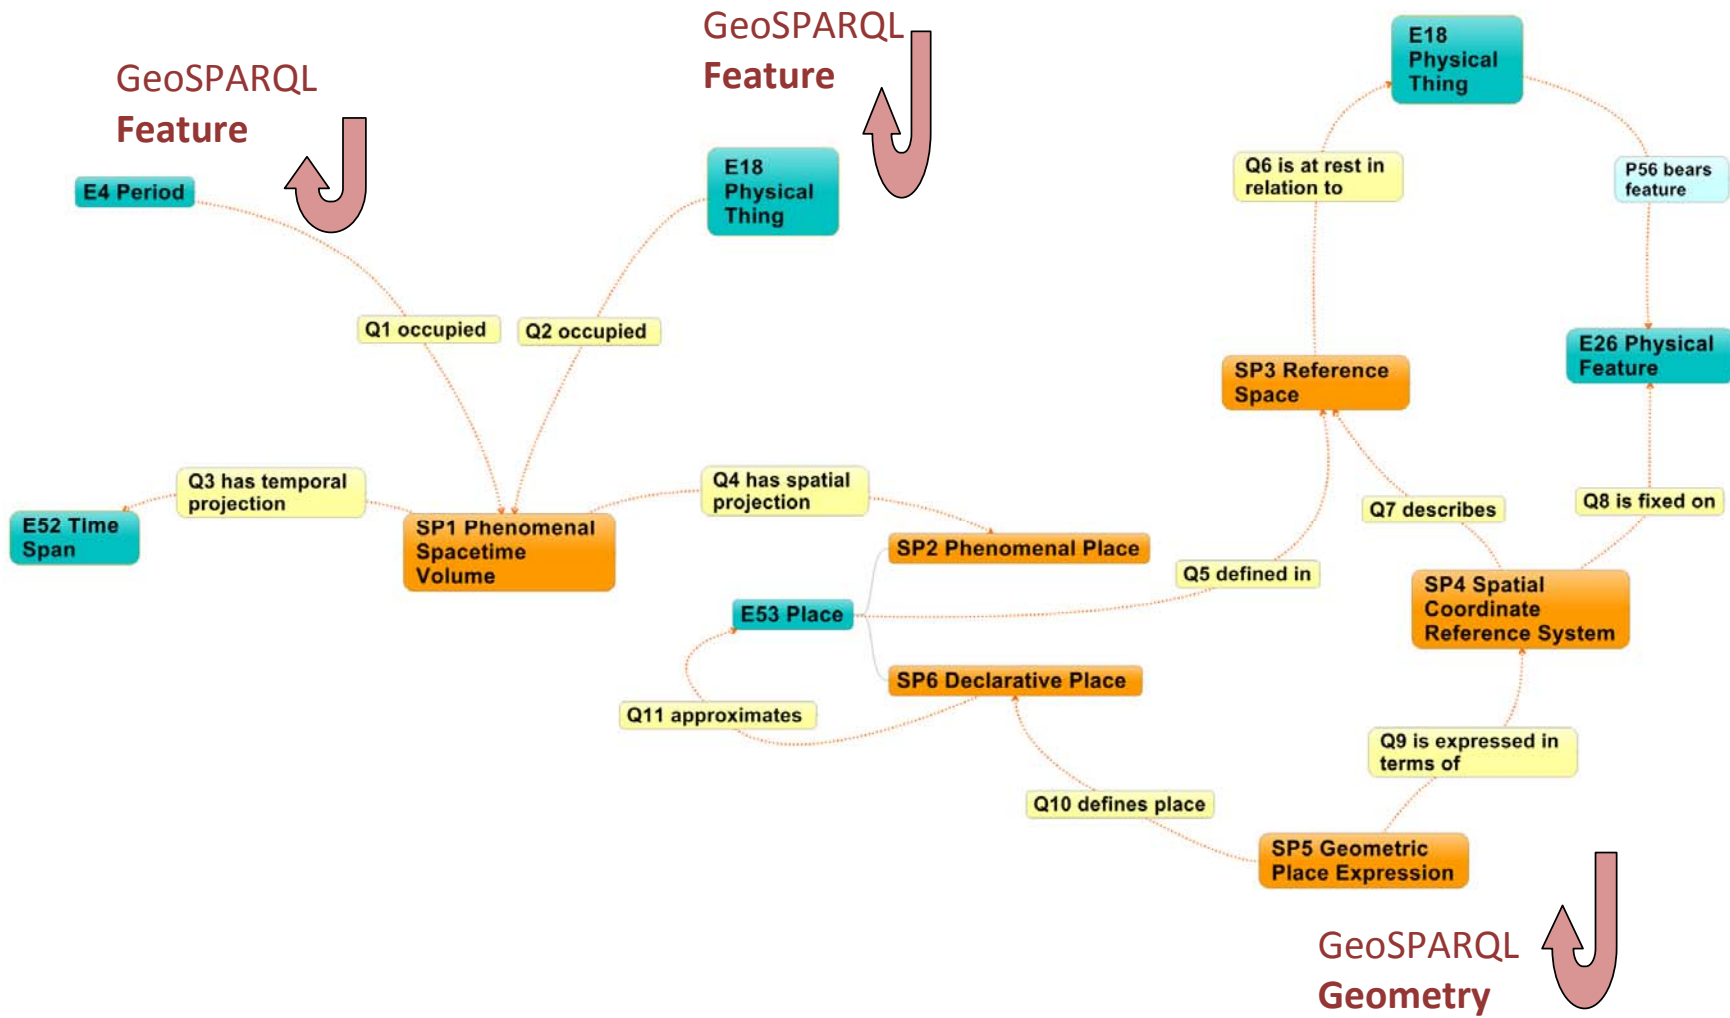 GeoSPARQL
Feature
GeoSPARQL
Feature
E18
Physical
Thing
E4 Period
E18
Physical
Thing
Q6 is at rest in
relation to
P56 bears
feature
Q1 occupied
Q2 occupied
E26 Physical
Feature
SP3 Reference
Space
Q3 has temporal
projection
Q4 has spatial
projection
Q7 describes
Q8 is fixed on
E52 Time
Span
SP1 Phenomenal
Spacetime
Volume
SP2 Phenomenal Place
Q5 defined in
E53 Place
SP4 Spatial
Coordinate
Reference System
SP6 Declarative Place
Q11 approximates
Q9 is expressed in
terms of
Q10 defines place
SP5 Geometric
Place Expression
GeoSPARQL
Geometry